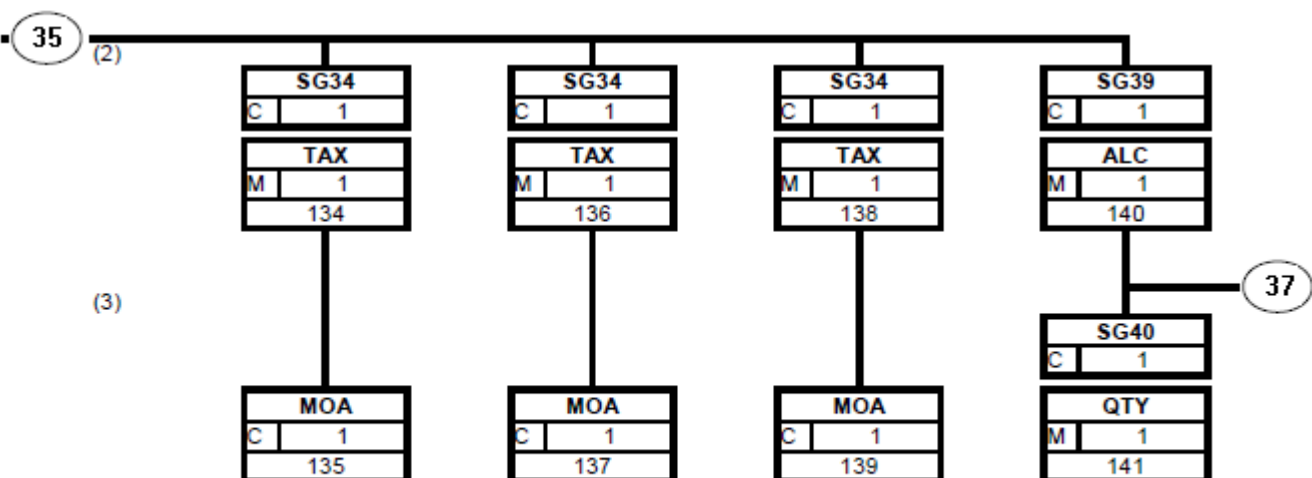 35
(2)
SG34 SG34 SG34 SG39
C 1 C 1 C 1 C 1
TAX TAX TAX ALC
M 1 M 1 M 1 M 1
134 136 138 140
37
(3)
SG40
C 1
MOA MOA MOA QTY
C 1 C 1 C 1 M 1
135 137 139 141